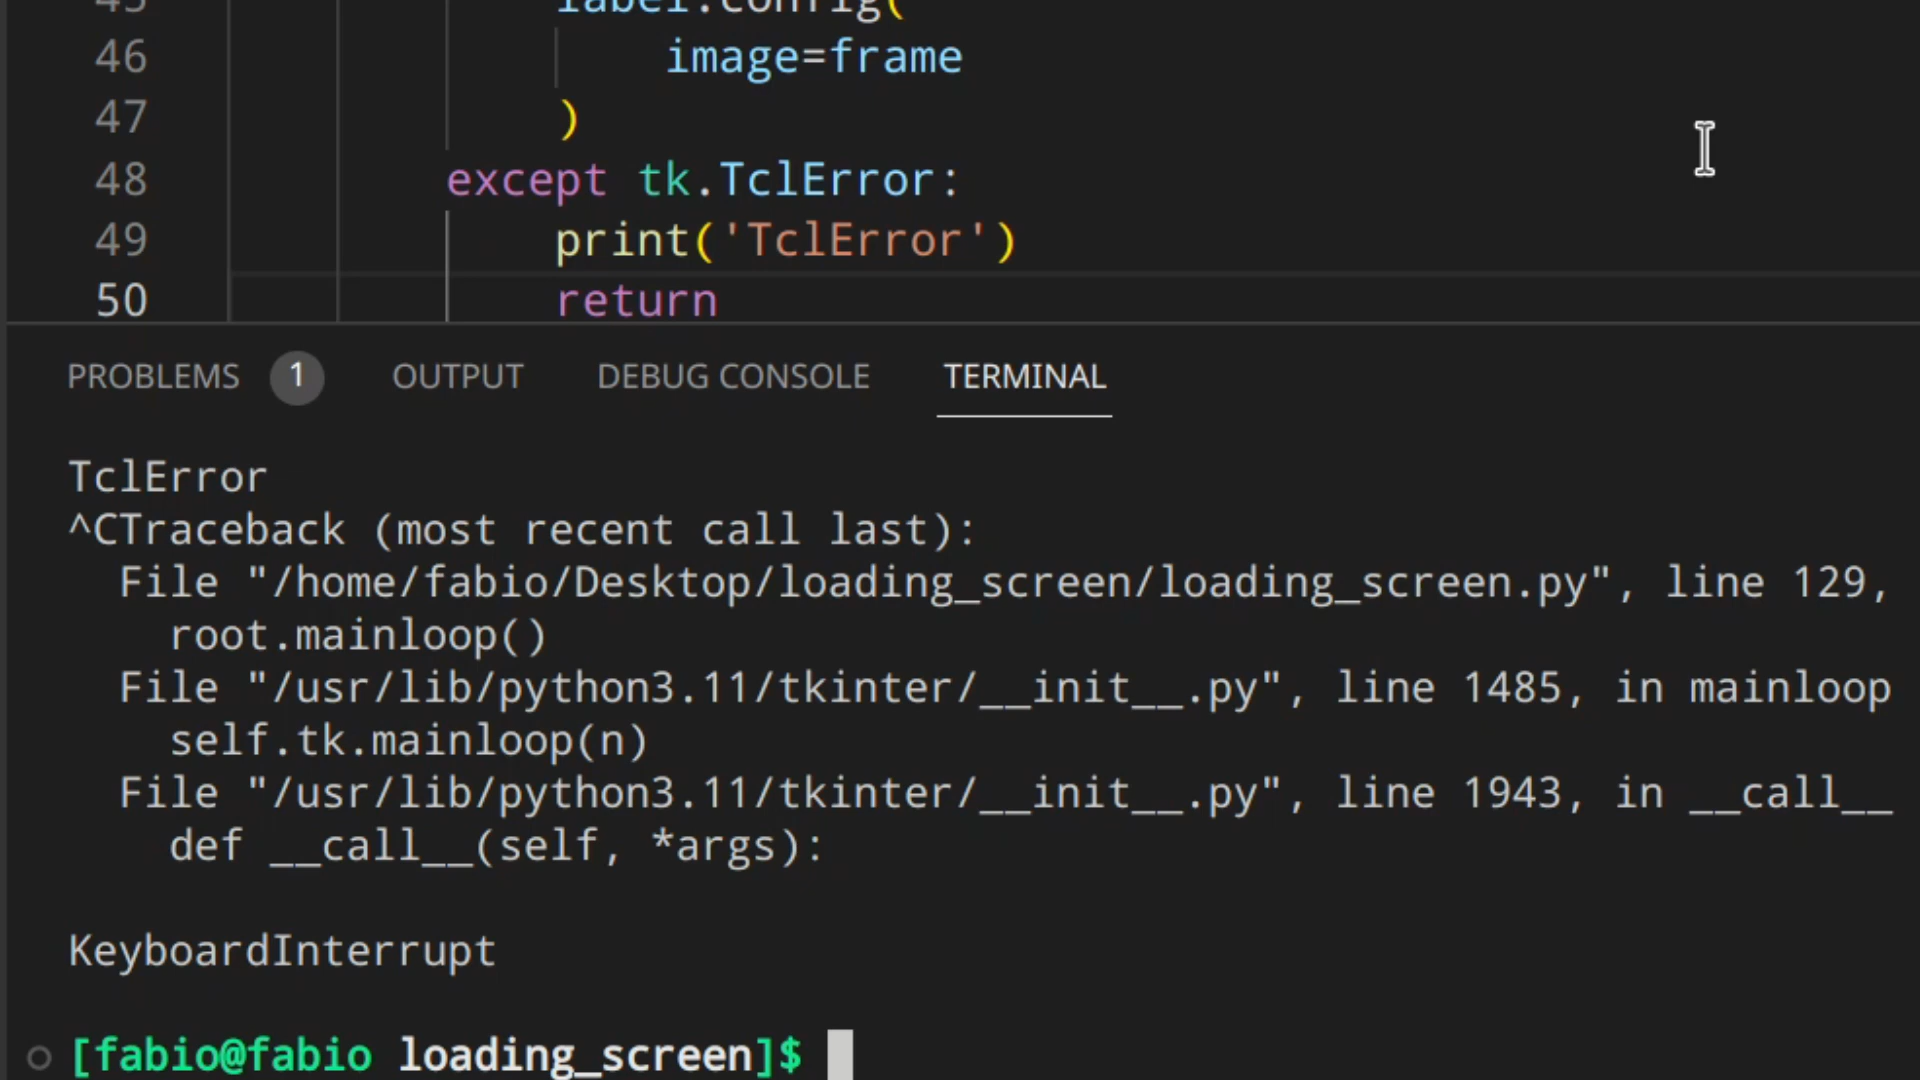 45 label.config(
46 image=frame
47 )
48 except tk.TclError:
49 print('TclError')
50 return
PROBLEMS 1 OUTPUT DEBUG CONSOLE TERMINAL
TclError
^CTraceback (most recent call last):
File "/home/fabio/Desktop/loading_screen/loading_screen.py", line 129,
root.mainloop()
File "/usr/lib/python3.11/tkinter/__init__.py", line 1485, in mainloop
self.tk.mainloop(n)
File "/usr/lib/python3.11/tkinter/__init__.py", line 1943, in __call__
def __call__(self, *args):
KeyboardInterrupt
[fabio@fabio loading_screen]$